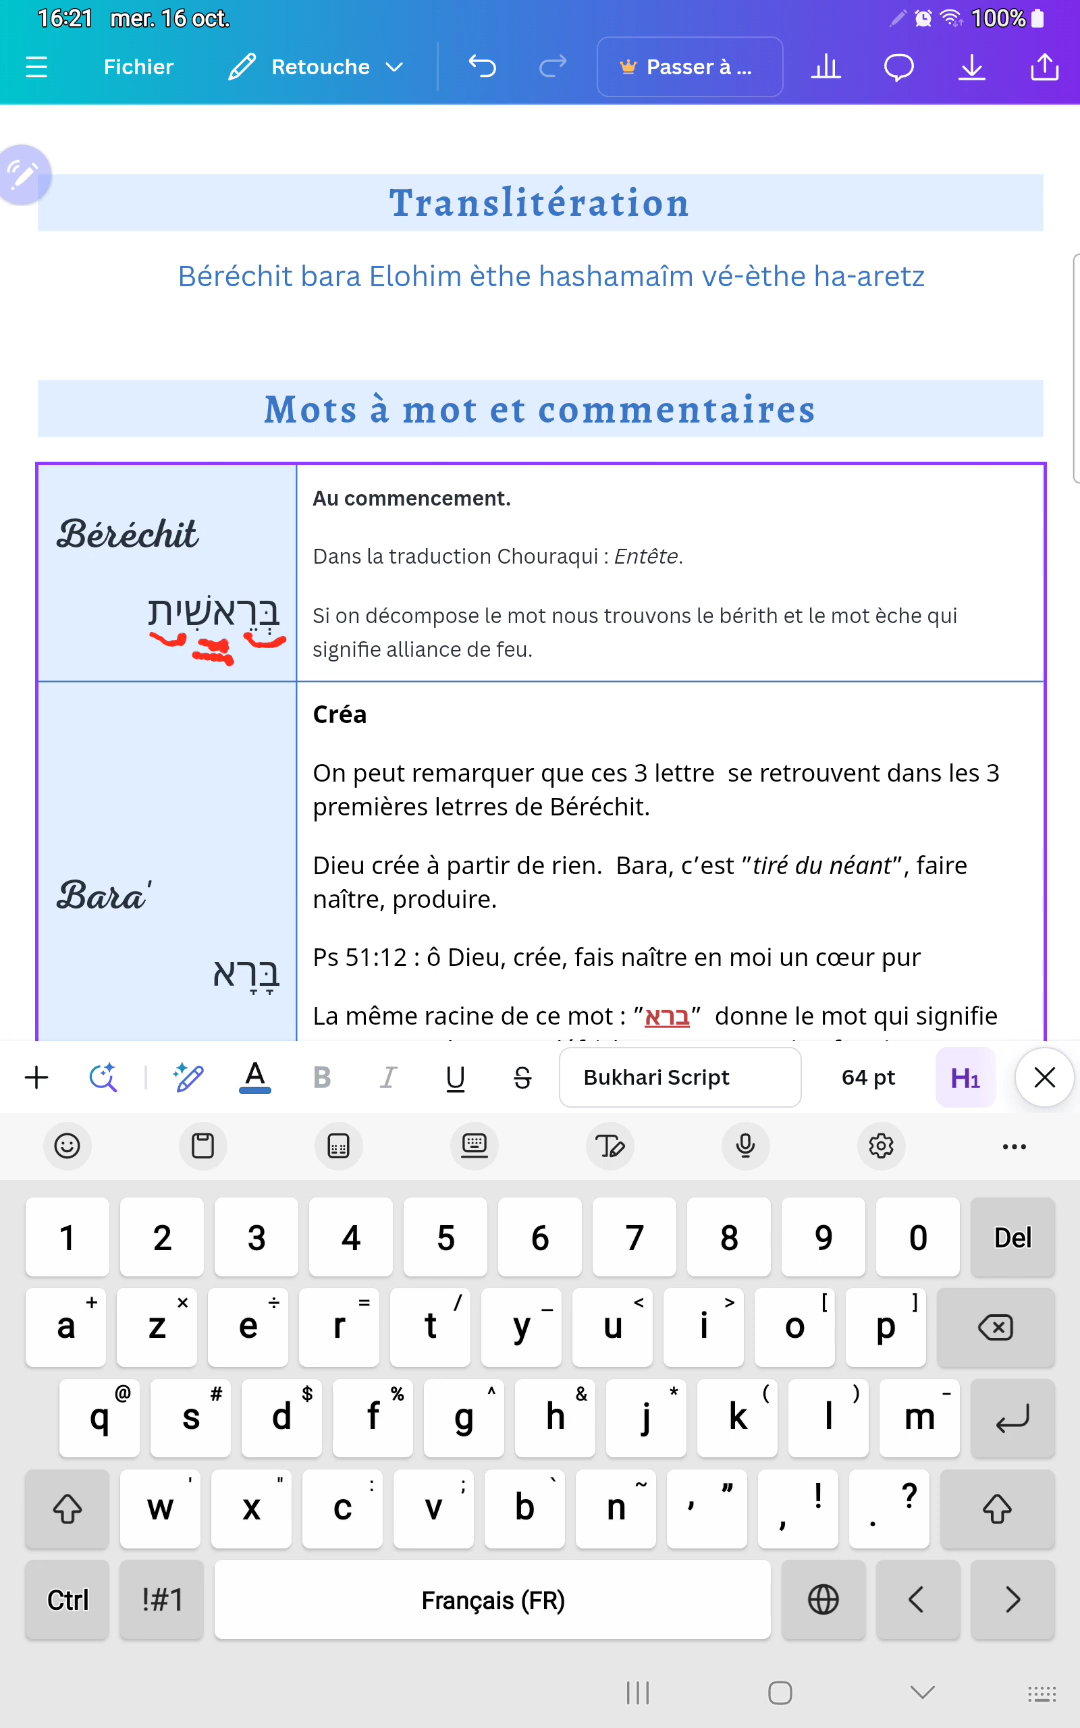 16:21 mer. 16 oct. 100%
Fichier Retouche Passer à ...
Translitération
Béréchit bara Elohim èthe hashamaîm vé-èthe ha-aretz
Mots à mot et commentaires
Béréchit
בְּרֵאשִׁית
Au commencement.
Dans la traduction Chouraqui : Entête.
Si on décompose le mot nous trouvons le bérith et le mot èche qui
signifie alliance de feu.
Bara'
בָּרָא
Créa
On peut remarquer que ces 3 lettre se retrouvent dans les 3
premières letrres de Béréchit.
Dieu crée à partir de rien. Bara, c’est ”tiré du néant”, faire
naître, produire.
Ps 51:12 : ô Dieu, crée, fais naître en moi un cœur pur
La même racine de ce mot : ”ברא” donne le mot qui signifie
A B I U S Bukhari Script 64 pt H1
1 2 3 4 5 6 7 8 9 0 Del
a + z × e ÷ r = t / y _ u < i > o [ p ]
q @ s # d $ f % g ^ h & j * k ( l ) m -
w ' x " c : v ; b ` n ~ ' " , ! . ?
Ctrl !#1 Français (FR) < >